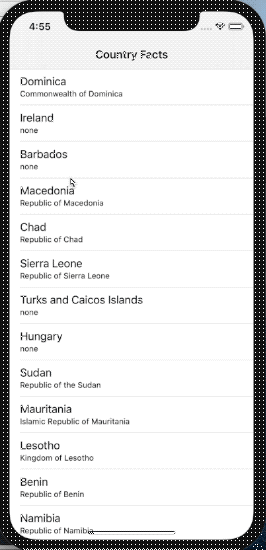 4:55
Country Facts
Dominica
Commonwealth of Dominica
Ireland
none
Barbados
none
Macedonia
Republic of Macedonia
Chad
Republic of Chad
Sierra Leone
Republic of Sierra Leone
Turks and Caicos Islands
none
Hungary
none
Sudan
Republic of the Sudan
Mauritania
Islamic Republic of Mauritania
Lesotho
Kingdom of Lesotho
Benin
Republic of Benin
Namibia
Republic of Namibia